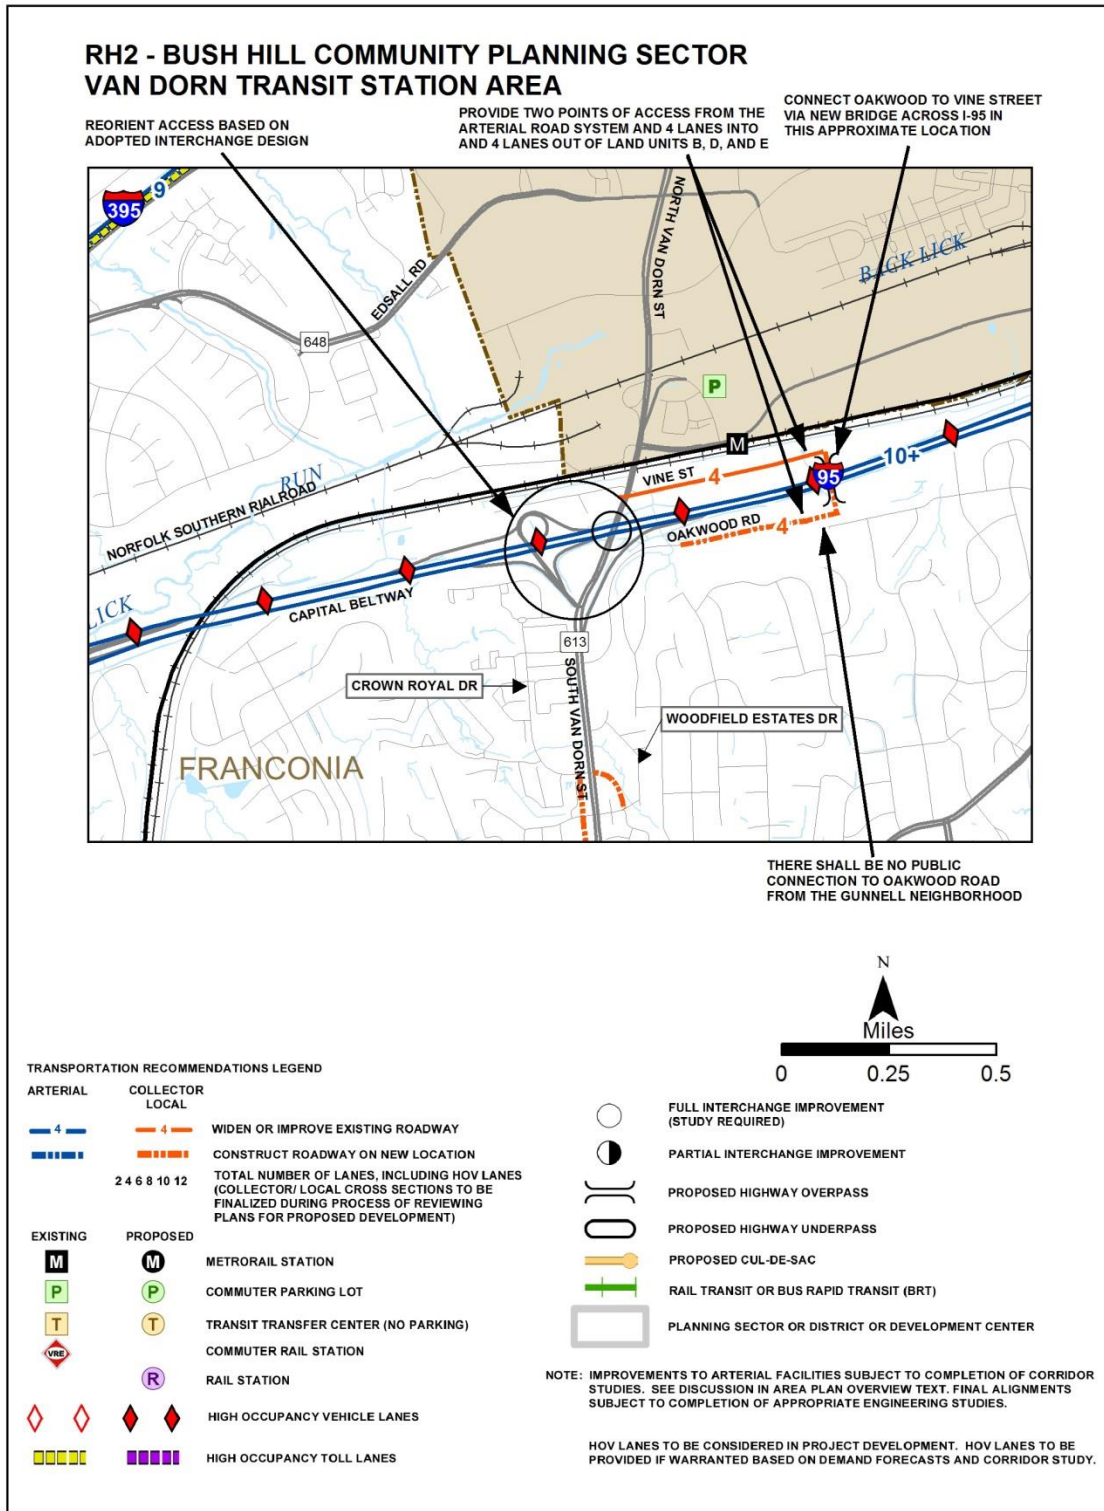 RH2 - BUSH HILL COMMUNITY PLANNING SECTOR
VAN DORN TRANSIT STATION AREA
REORIENT ACCESS BASED ON
ADOPTED INTERCHANGE DESIGN
PROVIDE TWO POINTS OF ACCESS FROM THE
ARTERIAL ROAD SYSTEM AND 4 LANES INTO
AND 4 LANES OUT OF LAND UNITS B, D, AND E
CONNECT OAKWOOD TO VINE STREET
VIA NEW BRIDGE ACROSS I-95 IN
THIS APPROXIMATE LOCATION
395
9
NORTH VAN DORN ST
BACK LICK
EDSALL RD
648
P
M
10+
RUN
NORFOLK SOUTHERN RIALROAD
VINE ST
4
95
OAKWOOD RD
4
LICK
CAPITAL BELTWAY
613
CROWN ROYAL DR
SOUTH VAN DORN ST
WOODFIELD ESTATES DR
FRANCONIA
THERE SHALL BE NO PUBLIC
CONNECTION TO OAKWOOD ROAD
FROM THE GUNNELL NEIGHBORHOOD
N
Miles
0 0.25 0.5
TRANSPORTATION RECOMMENDATIONS LEGEND
ARTERIAL COLLECTOR
LOCAL
4 4 WIDEN OR IMPROVE EXISTING ROADWAY
CONSTRUCT ROADWAY ON NEW LOCATION
2 4 6 8 10 12 TOTAL NUMBER OF LANES, INCLUDING HOV LANES
(COLLECTOR/ LOCAL CROSS SECTIONS TO BE
FINALIZED DURING PROCESS OF REVIEWING
PLANS FOR PROPOSED DEVELOPMENT)
EXISTING PROPOSED
M M METRORAIL STATION
P P COMMUTER PARKING LOT
T T TRANSIT TRANSFER CENTER (NO PARKING)
VRE COMMUTER RAIL STATION
R RAIL STATION
HIGH OCCUPANCY VEHICLE LANES
HIGH OCCUPANCY TOLL LANES
FULL INTERCHANGE IMPROVEMENT
(STUDY REQUIRED)
PARTIAL INTERCHANGE IMPROVEMENT
PROPOSED HIGHWAY OVERPASS
PROPOSED HIGHWAY UNDERPASS
PROPOSED CUL-DE-SAC
RAIL TRANSIT OR BUS RAPID TRANSIT (BRT)
PLANNING SECTOR OR DISTRICT OR DEVELOPMENT CENTER
NOTE: IMPROVEMENTS TO ARTERIAL FACILITIES SUBJECT TO COMPLETION OF CORRIDOR
STUDIES. SEE DISCUSSION IN AREA PLAN OVERVIEW TEXT. FINAL ALIGNMENTS
SUBJECT TO COMPLETION OF APPROPRIATE ENGINEERING STUDIES.
HOV LANES TO BE CONSIDERED IN PROJECT DEVELOPMENT. HOV LANES TO BE
PROVIDED IF WARRANTED BASED ON DEMAND FORECASTS AND CORRIDOR STUDY.